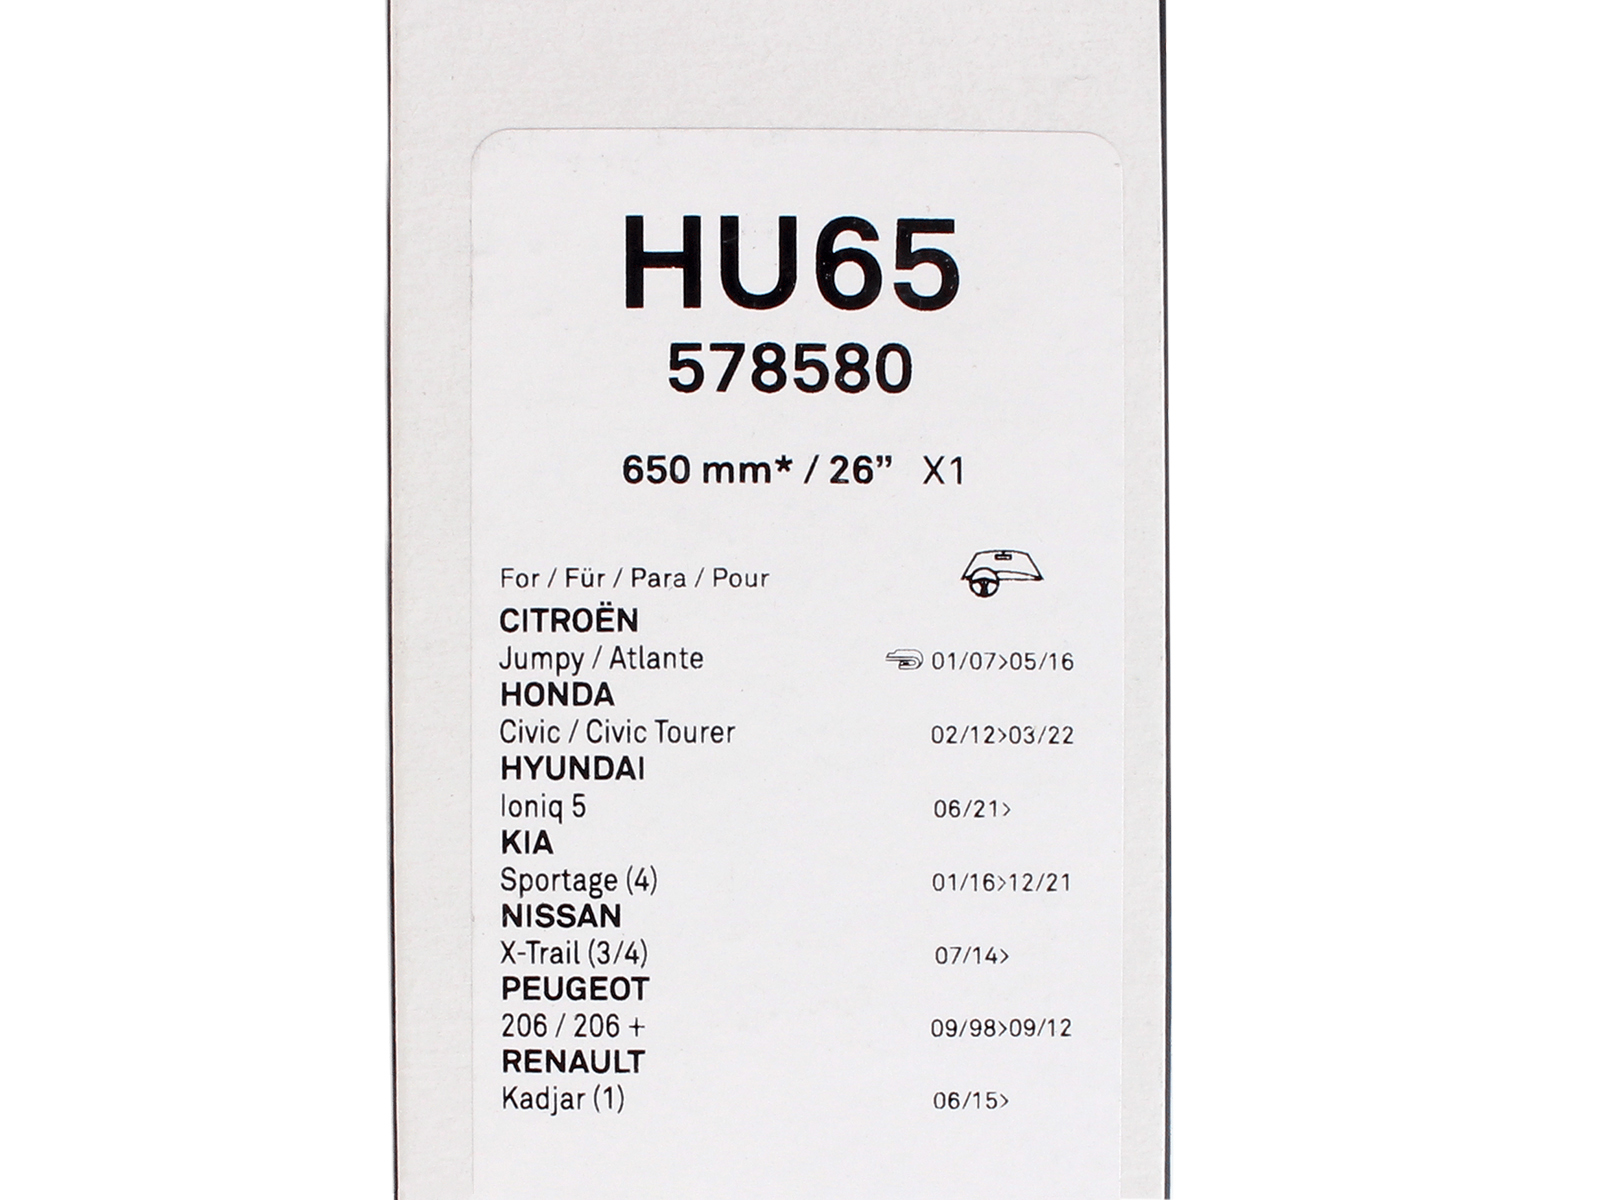 HU65
578580
650 mm* / 26” X1
For / Für / Para / Pour
CITROËN
Jumpy / Atlante 01/07>05/16
HONDA
Civic / Civic Tourer 02/12>03/22
HYUNDAI
Ioniq 5 06/21>
KIA
Sportage (4) 01/16>12/21
NISSAN
X-Trail (3/4) 07/14>
PEUGEOT
206 / 206 + 09/98>09/12
RENAULT
Kadjar (1) 06/15>